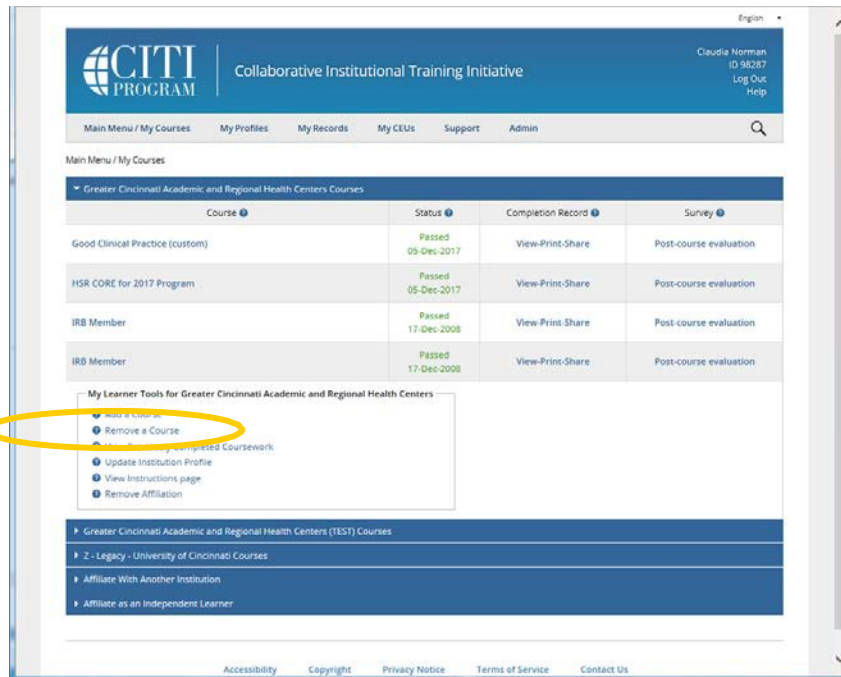 English
CITI PROGRAM
Collaborative Institutional Training Initiative
Claudia Norman
ID 98287
Log Out
Help
Main Menu / My Courses My Profiles My Records My CEUs Support Admin
Main Menu / My Courses
Greater Cincinnati Academic and Regional Health Centers Courses
Course Status Completion Record Survey
Good Clinical Practice (custom) Passed 05-Dec-2017 View-Print-Share Post-course evaluation
HSR CORE for 2017 Program Passed 05-Dec-2017 View-Print-Share Post-course evaluation
IRB Member Passed 17-Dec-2008 View-Print-Share Post-course evaluation
IRB Member Passed 17-Dec-2008 View-Print-Share Post-course evaluation
My Learner Tools for Greater Cincinnati Academic and Regional Health Centers
Add a Course
Remove a Course
View Previously Completed Coursework
Update Institution Profile
View Instructions page
Remove Affiliation
Greater Cincinnati Academic and Regional Health Centers (TEST) Courses
Z - Legacy - University of Cincinnati Courses
Affiliate With Another Institution
Affiliate as an Independent Learner
Accessibility Copyright Privacy Notice Terms of Service Contact Us